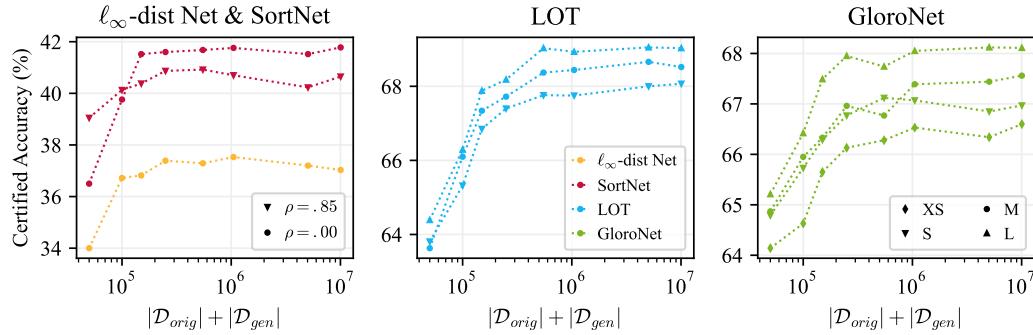 ℓ∞-dist Net & SortNet
Certified Accuracy (%)
42
40
38
36
34
ρ = .85
ρ = .00
10⁵ 10⁶ 10⁷
|𝒟orig| + |𝒟gen|
LOT
68
66
64
ℓ∞-dist Net
SortNet
LOT
GloroNet
10⁵ 10⁶ 10⁷
|𝒟orig| + |𝒟gen|
GloroNet
68
67
66
65
64
XS M
S L
10⁵ 10⁶ 10⁷
|𝒟orig| + |𝒟gen|